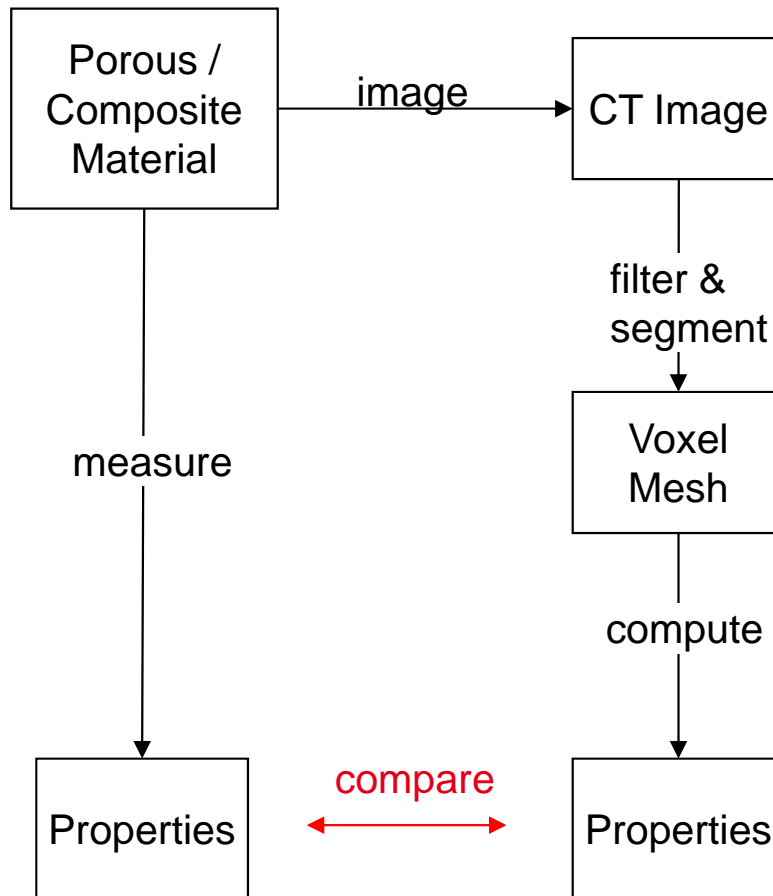 Porous /
Composite
Material
image
CT Image
filter &
segment
Voxel
Mesh
measure
compute
compare
Properties
Properties